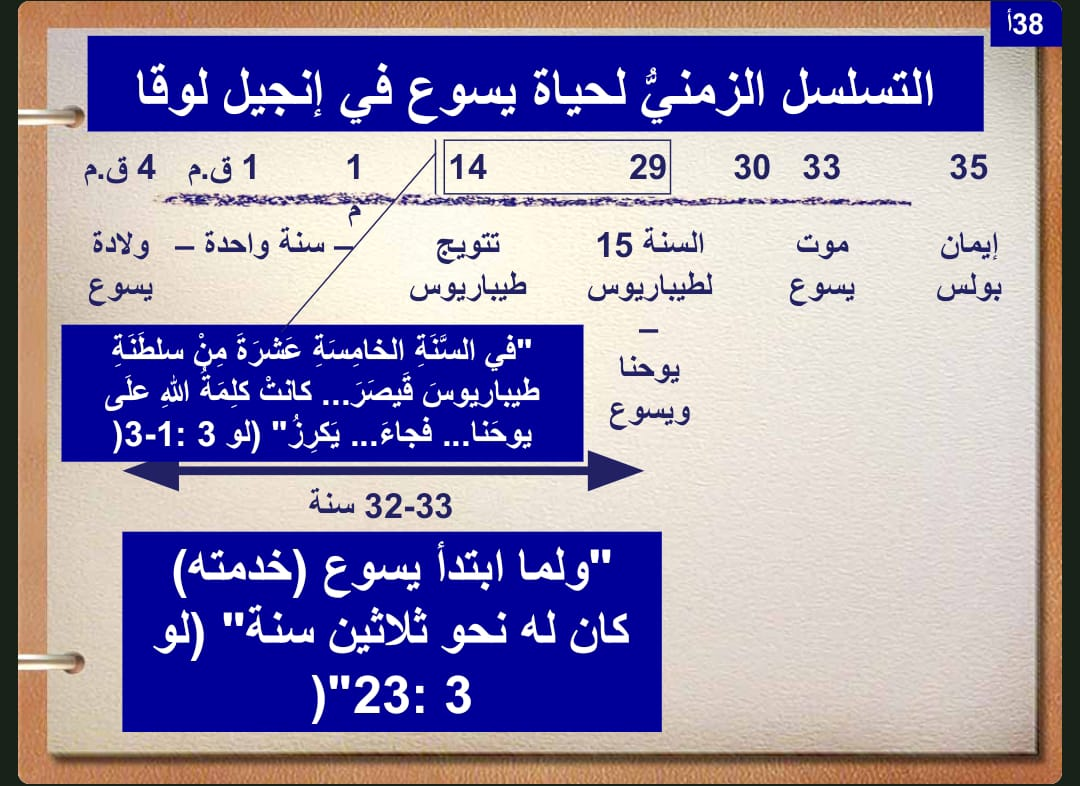 38أ
التسلسل الزمنيُّ لحياة يسوع في إنجيل لوقا
4 ق.م 1 ق.م 1 م 14 29 30 33 35
ولادة
يسوع
– سنة واحدة –
تتويج
طيباريوس
السنة 15
لطيباريوس
–
يوحنا
ويسوع
موت
يسوع
إيمان
بولس
"في السَّنَةِ الخامِسَةِ عَشرَةَ مِنْ سلطَنَةِ
طيباريوسَ قَيصَرَ... كانتْ كلِمَةُ اللهِ علَى
يوحَنا... فجاءَ... يَكرِزُ" (لو 3 :1-3(
32-33 سنة
"ولما ابتدأ يسوع (خدمته)
كان له نحو ثلاثين سنة" (لو
3 :23"(